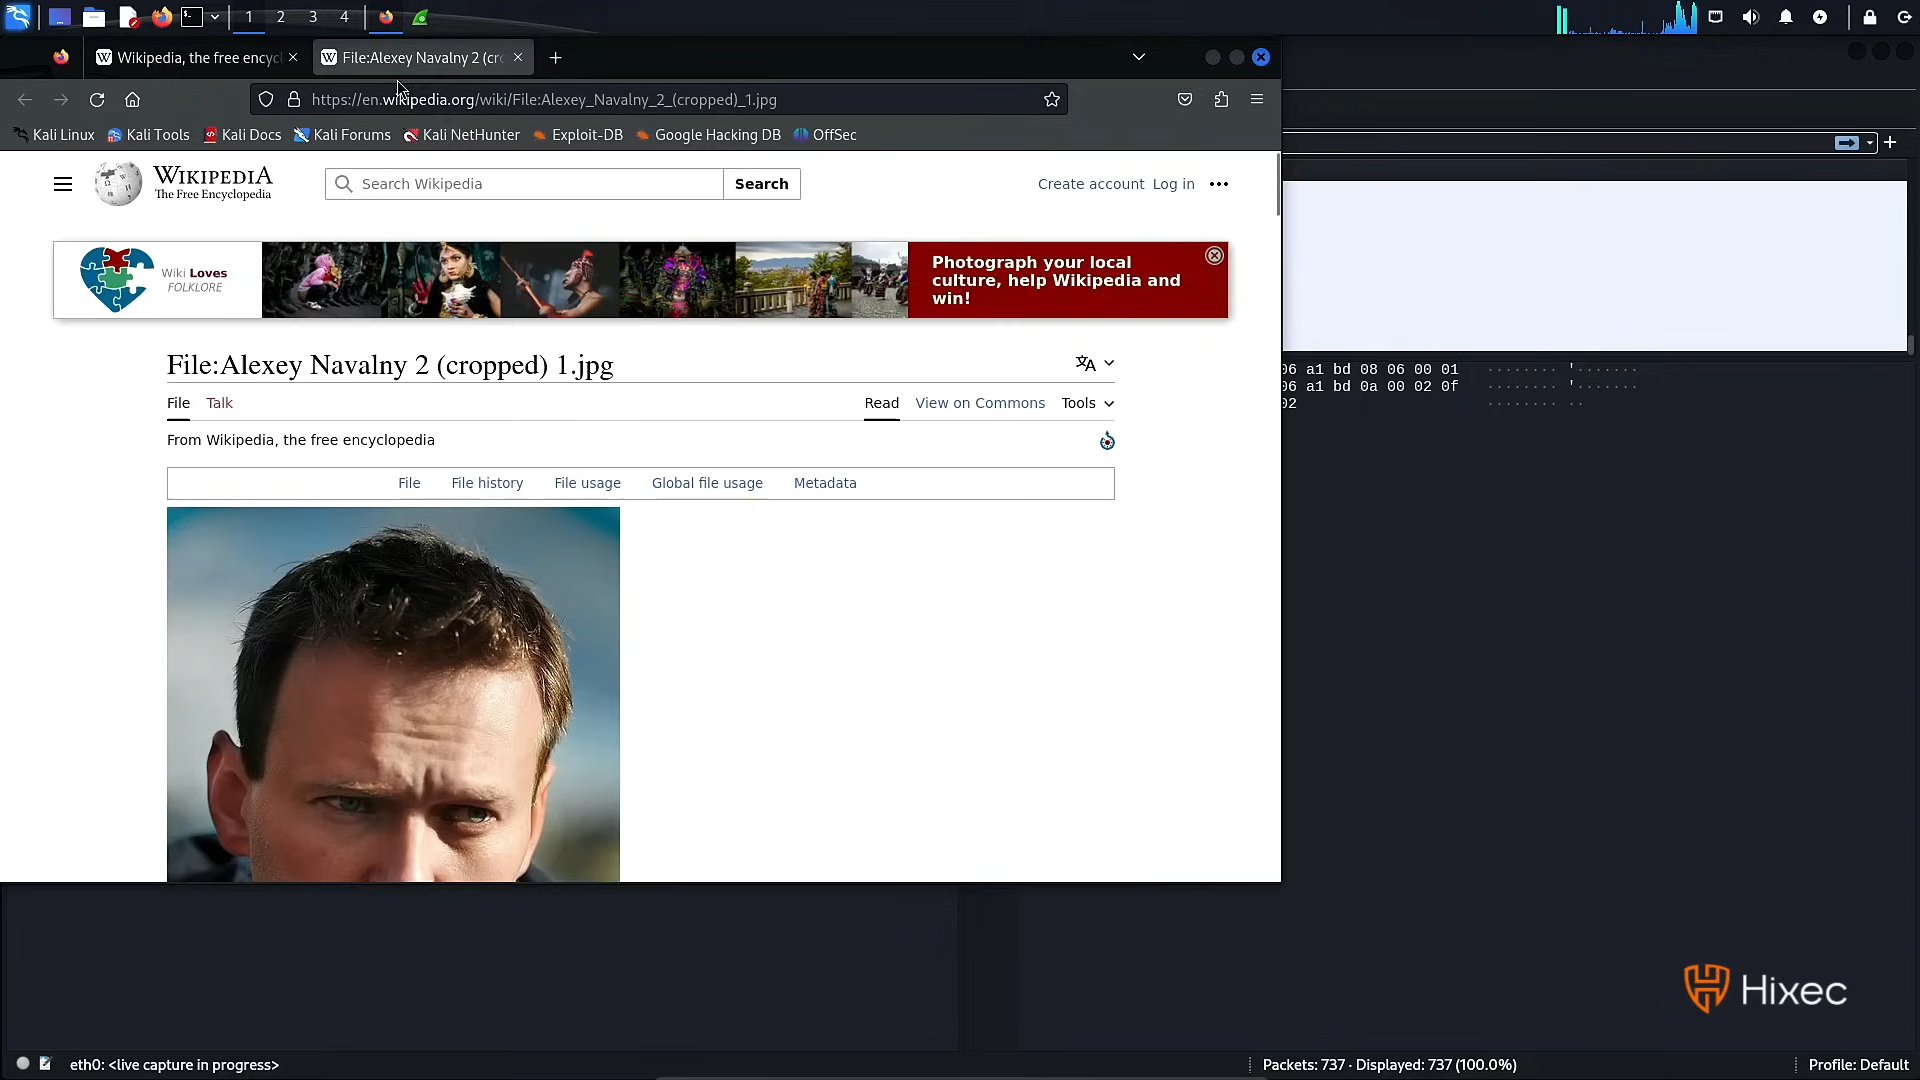 1 2 3 4
Wikipedia, the free encyc
File:Alexey Navalny 2 (cr
https://en.wikipedia.org/wiki/File:Alexey_Navalny_2_(cropped)_1.jpg
Kali Linux Kali Tools Kali Docs Kali Forums Kali NetHunter Exploit-DB Google Hacking DB OffSec
WIKIPEDIA
The Free Encyclopedia
Search Wikipedia
Search
Create account Log in
Wiki Loves
FOLKLORE
Photograph your local
culture, help Wikipedia and
win!
File:Alexey Navalny 2 (cropped) 1.jpg
File Talk
Read View on Commons Tools
From Wikipedia, the free encyclopedia
File File history File usage Global file usage Metadata
06 a1 bd 08 06 00 01 ········ '·······
06 a1 bd 0a 00 02 0f ········ '·······
02 ········ ··
Hixec
eth0: <live capture in progress>
Packets: 737 · Displayed: 737 (100.0%)
Profile: Default